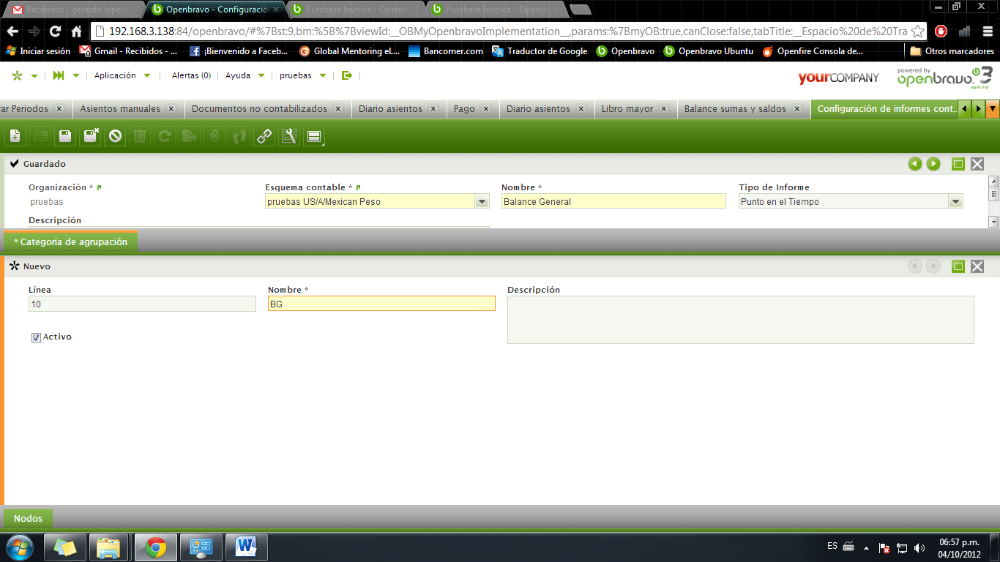 Recibidos - gerardo.lopez
Openbravo - Configuració
Purchase Invoice - Openb
Purchase Invoice - Openb
192.168.3.138:84/openbravo/#%7Bst:9,bm:%5B%7BviewId:__OBMyOpenbravoImplementation__,params:%7BmyOB:true,canClose:false,tabTitle:__Espacio%20de%20Tra
Iniciar sesión
Gmail - Recibidos - ...
¡Bienvenido a Faceb...
Global Mentoring eL...
Bancomer.com
Traductor de Google
Openbravo
Openbravo Ubuntu
Openfire Consola de...
Otros marcadores
Aplicación
Alertas (0)
Ayuda
pruebas
yourCOMPANY
powered by
openbravo 3
agile erp
rar Periodos
Asientos manuales
Documentos no contabilizados
Diario asientos
Pago
Diario asientos
Libro mayor
Balance sumas y saldos
Configuración de informes cont...
Guardado
Organización *
Esquema contable *
Nombre *
Tipo de Informe
pruebas
pruebas US/A/Mexican Peso
Balance General
Punto en el Tiempo
Descripción
* Categoria de agrupación
Nuevo
Línea
Nombre *
Descripción
10
BG
Activo
Nodos
ES
06:57 p.m.
04/10/2012